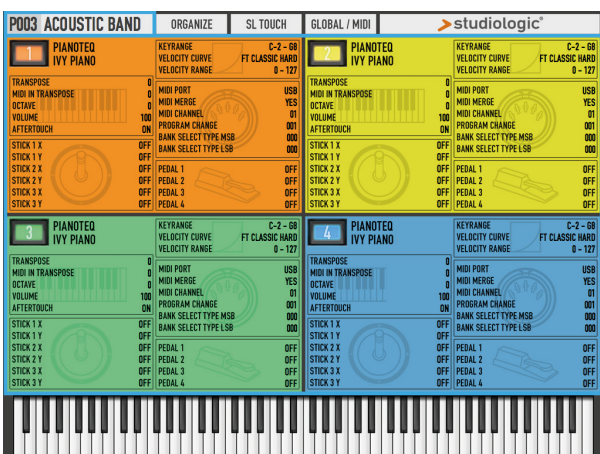 P003 ACOUSTIC BAND ORGANIZE SL TOUCH GLOBAL / MIDI studiologic®
1 PIANOTEQ
IVY PIANO
KEYRANGE C-2 - G8
VELOCITY CURVE FT CLASSIC HARD
VELOCITY RANGE 0 - 127
TRANSPOSE 0
MIDI IN TRANSPOSE 0
OCTAVE 0
VOLUME 100
AFTERTOUCH ON
MIDI PORT USB
MIDI MERGE YES
MIDI CHANNEL 01
PROGRAM CHANGE 001
BANK SELECT TYPE MSB 000
BANK SELECT TYPE LSB 000
STICK 1 X OFF
STICK 1 Y OFF
STICK 2 X OFF
STICK 2 Y OFF
STICK 3 X OFF
STICK 3 Y OFF
PEDAL 1 OFF
PEDAL 2 OFF
PEDAL 3 OFF
PEDAL 4 OFF
2 PIANOTEQ
IVY PIANO
KEYRANGE C-2 - G8
VELOCITY CURVE FT CLASSIC HARD
VELOCITY RANGE 0 - 127
TRANSPOSE 0
MIDI IN TRANSPOSE 0
OCTAVE 0
VOLUME 100
AFTERTOUCH ON
MIDI PORT USB
MIDI MERGE YES
MIDI CHANNEL 01
PROGRAM CHANGE 001
BANK SELECT TYPE MSB 000
BANK SELECT TYPE LSB 000
STICK 1 X OFF
STICK 1 Y OFF
STICK 2 X OFF
STICK 2 Y OFF
STICK 3 X OFF
STICK 3 Y OFF
PEDAL 1 OFF
PEDAL 2 OFF
PEDAL 3 OFF
PEDAL 4 OFF
3 PIANOTEQ
IVY PIANO
KEYRANGE C-2 - G8
VELOCITY CURVE FT CLASSIC HARD
VELOCITY RANGE 0 - 127
TRANSPOSE 0
MIDI IN TRANSPOSE 0
OCTAVE 0
VOLUME 100
AFTERTOUCH ON
MIDI PORT USB
MIDI MERGE YES
MIDI CHANNEL 01
PROGRAM CHANGE 001
BANK SELECT TYPE MSB 000
BANK SELECT TYPE LSB 000
STICK 1 X OFF
STICK 1 Y OFF
STICK 2 X OFF
STICK 2 Y OFF
STICK 3 X OFF
STICK 3 Y OFF
PEDAL 1 OFF
PEDAL 2 OFF
PEDAL 3 OFF
PEDAL 4 OFF
4 PIANOTEQ
IVY PIANO
KEYRANGE C-2 - G8
VELOCITY CURVE FT CLASSIC HARD
VELOCITY RANGE 0 - 127
TRANSPOSE 0
MIDI IN TRANSPOSE 0
OCTAVE 0
VOLUME 100
AFTERTOUCH ON
MIDI PORT USB
MIDI MERGE YES
MIDI CHANNEL 01
PROGRAM CHANGE 001
BANK SELECT TYPE MSB 000
BANK SELECT TYPE LSB 000
STICK 1 X OFF
STICK 1 Y OFF
STICK 2 X OFF
STICK 2 Y OFF
STICK 3 X OFF
STICK 3 Y OFF
PEDAL 1 OFF
PEDAL 2 OFF
PEDAL 3 OFF
PEDAL 4 OFF